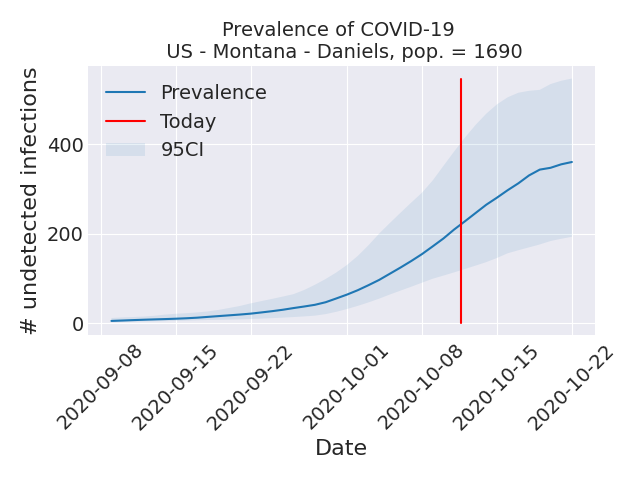 Prevalence of COVID-19
US - Montana - Daniels, pop. = 1690
Prevalence
Today
95CI
# undetected infections
400
200
0
2020-09-08
2020-09-15
2020-09-22
2020-10-01
2020-10-08
2020-10-15
2020-10-22
Date